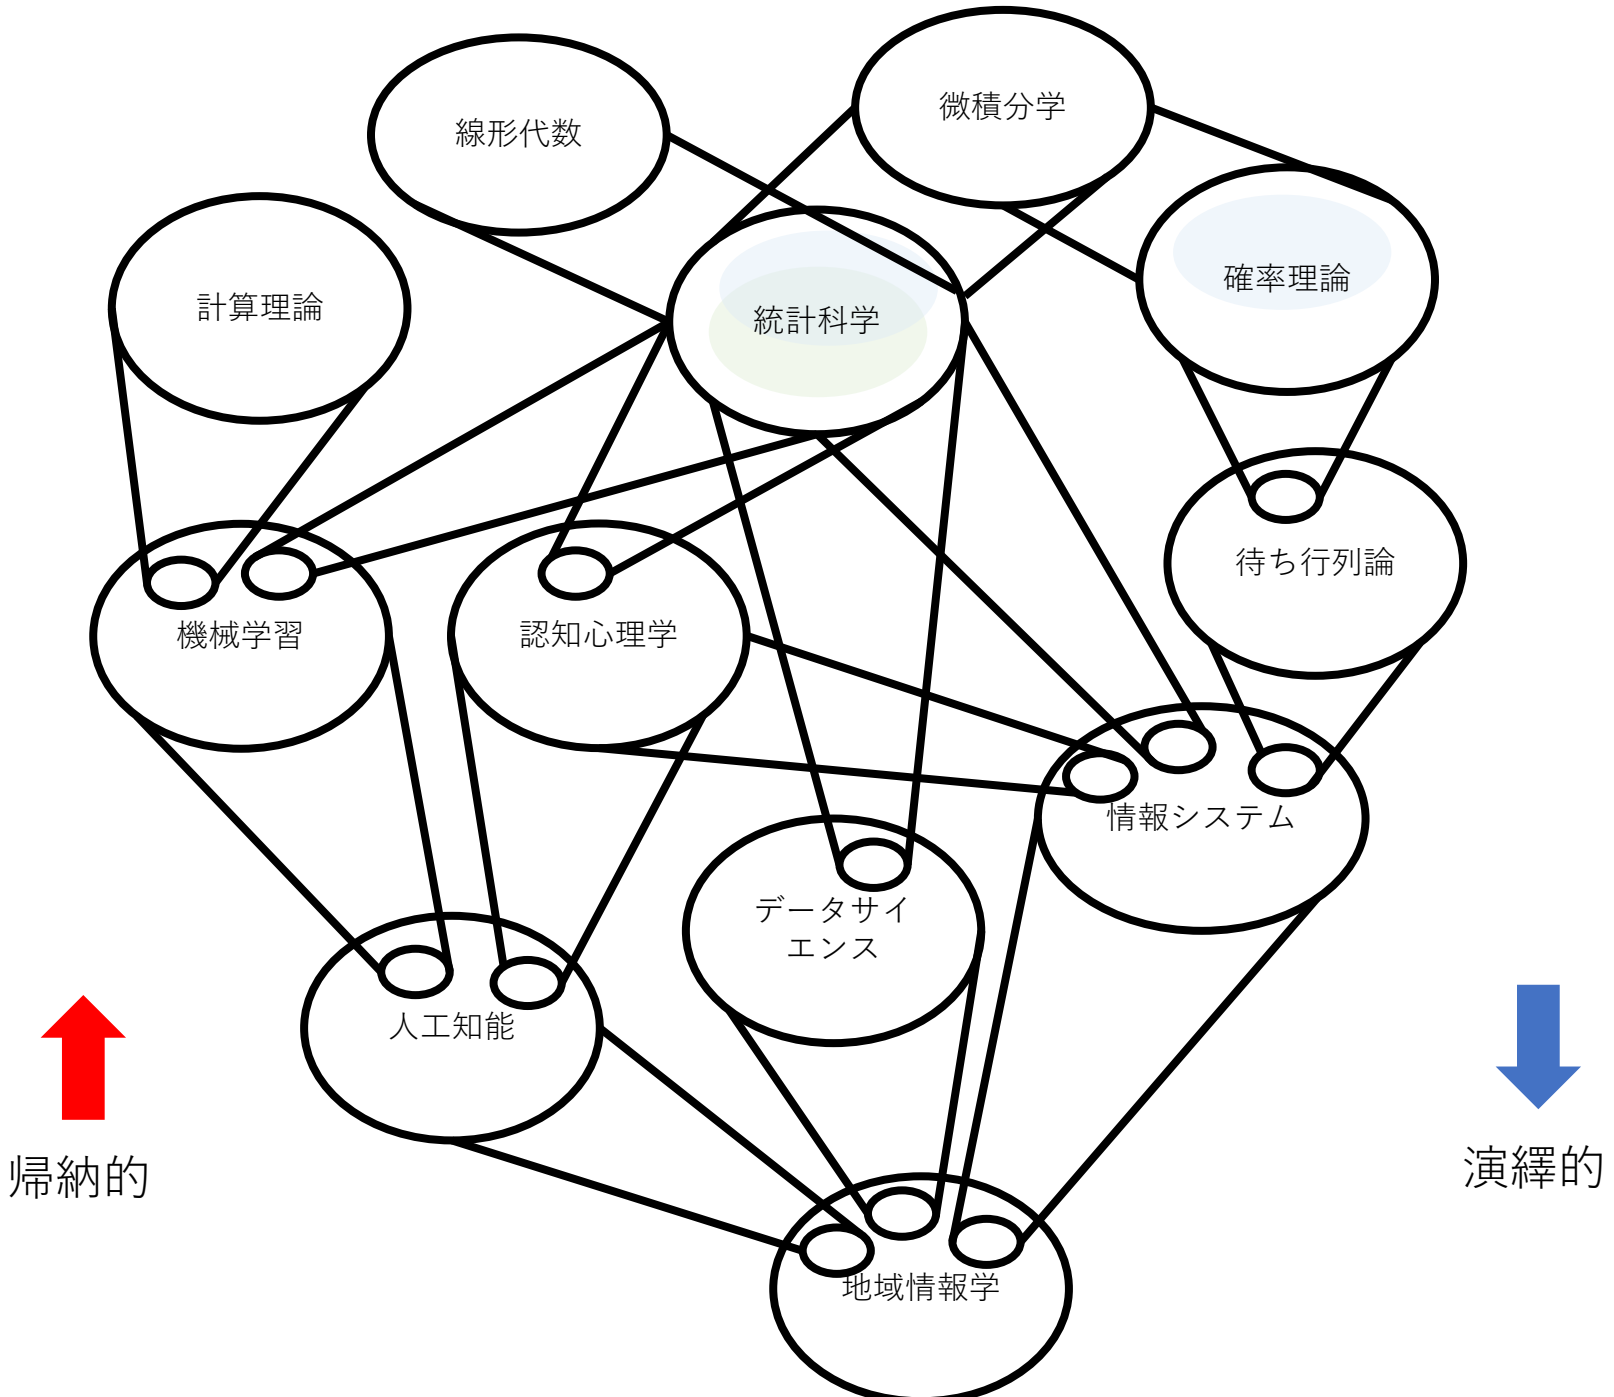 微積分学
線形代数
確率理論
計算理論
統計科学
待ち行列論
機械学習
認知心理学
情報システム
データサイ
エンス
人工知能
帰納的
演繹的
地域情報学